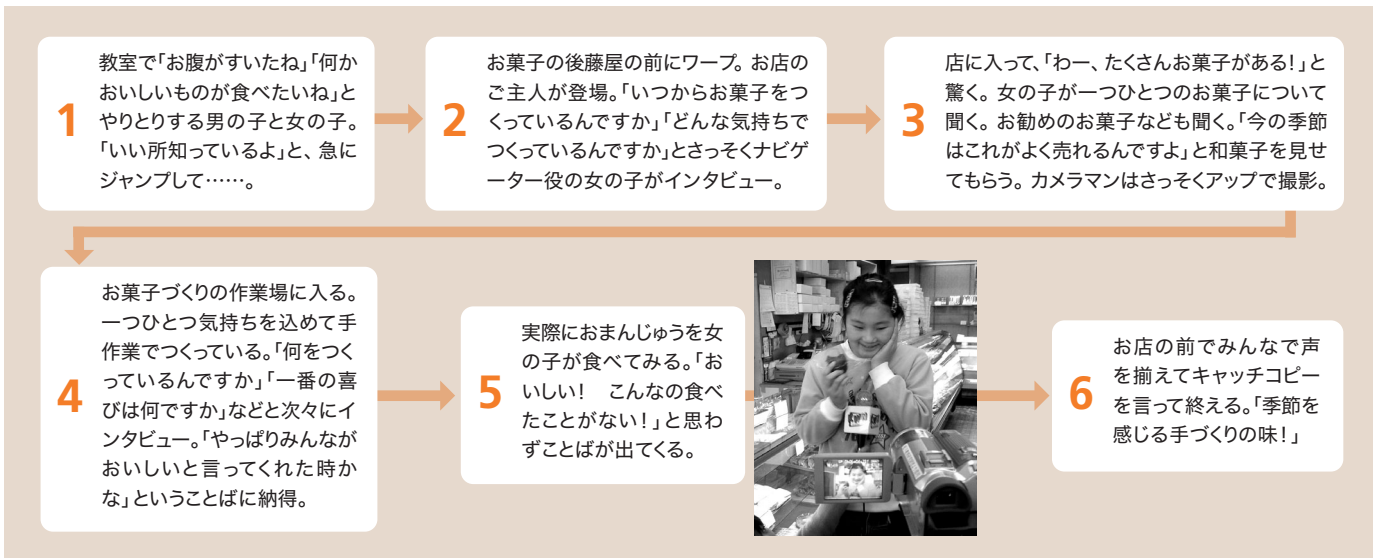 1
教室で「お腹がすいたね」「何か
おいしいものが食べたいね」と
やりとりする男の子と女の子。
「いい所知っているよ」と、急に
ジャンプして……。
2
お菓子の後藤屋の前にワープ。お店の
ご主人が登場。「いつからお菓子をつ
くっているんですか」「どんな気持ちで
つくっているんですか」とさっそくナビゲ
ーター役の女の子がインタビュー。
3
店に入って、「わー、たくさんお菓子がある!」と
驚く。女の子が一つひとつのお菓子について
聞く。お勧めのお菓子なども聞く。「今の季節
はこれがよく売れるんですよ」と和菓子を見せ
てもらう。カメラマンはさっそくアップで撮影。
4
お菓子づくりの作業場に入る。
一つひとつ気持ちを込めて手
作業でつくっている。「何をつく
っているんですか」「一番の喜
びは何ですか」などと次々にイ
ンタビュー。「やっぱりみんなが
おいしいと言ってくれた時か
な」ということばに納得。
5
実際におまんじゅうを女
の子が食べてみる。「お
いしい!　こんなの食べ
たことがない!」と思わ
ずことばが出てくる。
6
お店の前でみんなで声
を揃えてキャッチコピー
を言って終える。「季節を
感じる手づくりの味!」